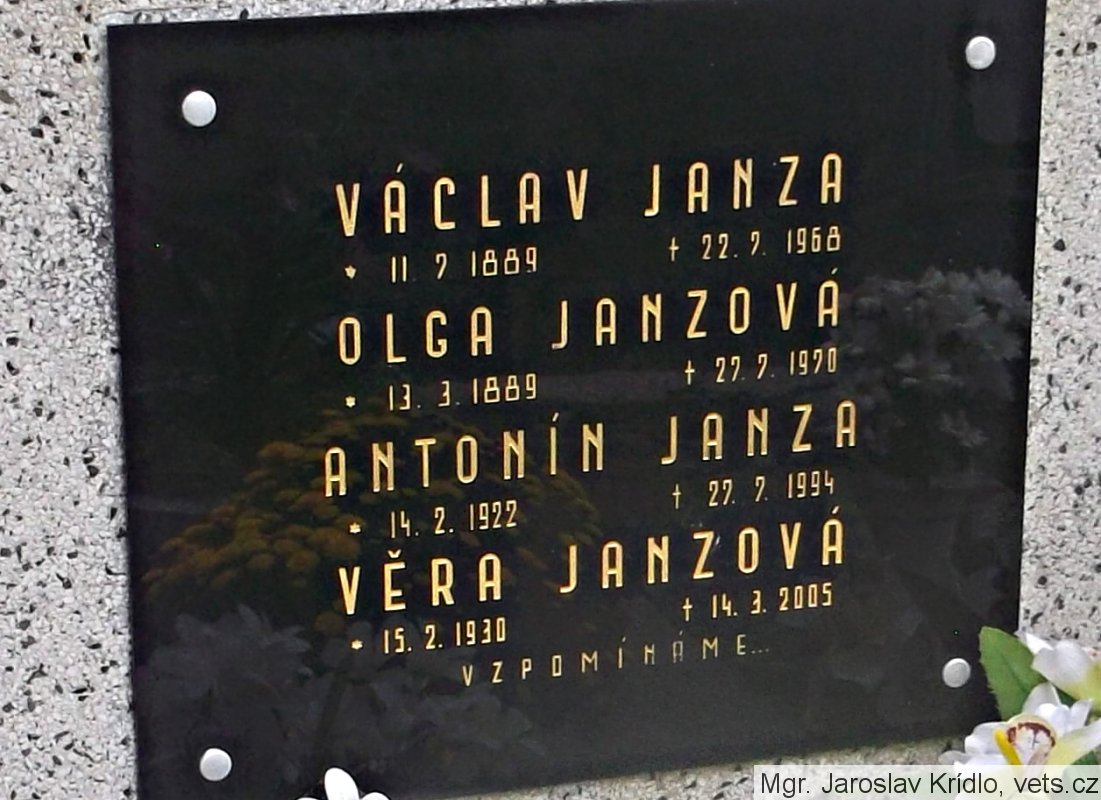 VÁCLAV JANZA
* 11. 7 1889 † 22. 7. 1968
OLGA JANZOVÁ
* 13. 3. 1889 † 27. 7. 1970
ANTONÍN JANZA
* 14. 2. 1922 † 27. 7. 1994
VĚRA JANZOVÁ
* 15. 2. 1930 † 14. 3. 2005
VZPOMÍNÁME...
Mgr. Jaroslav Krídlo, vets.cz